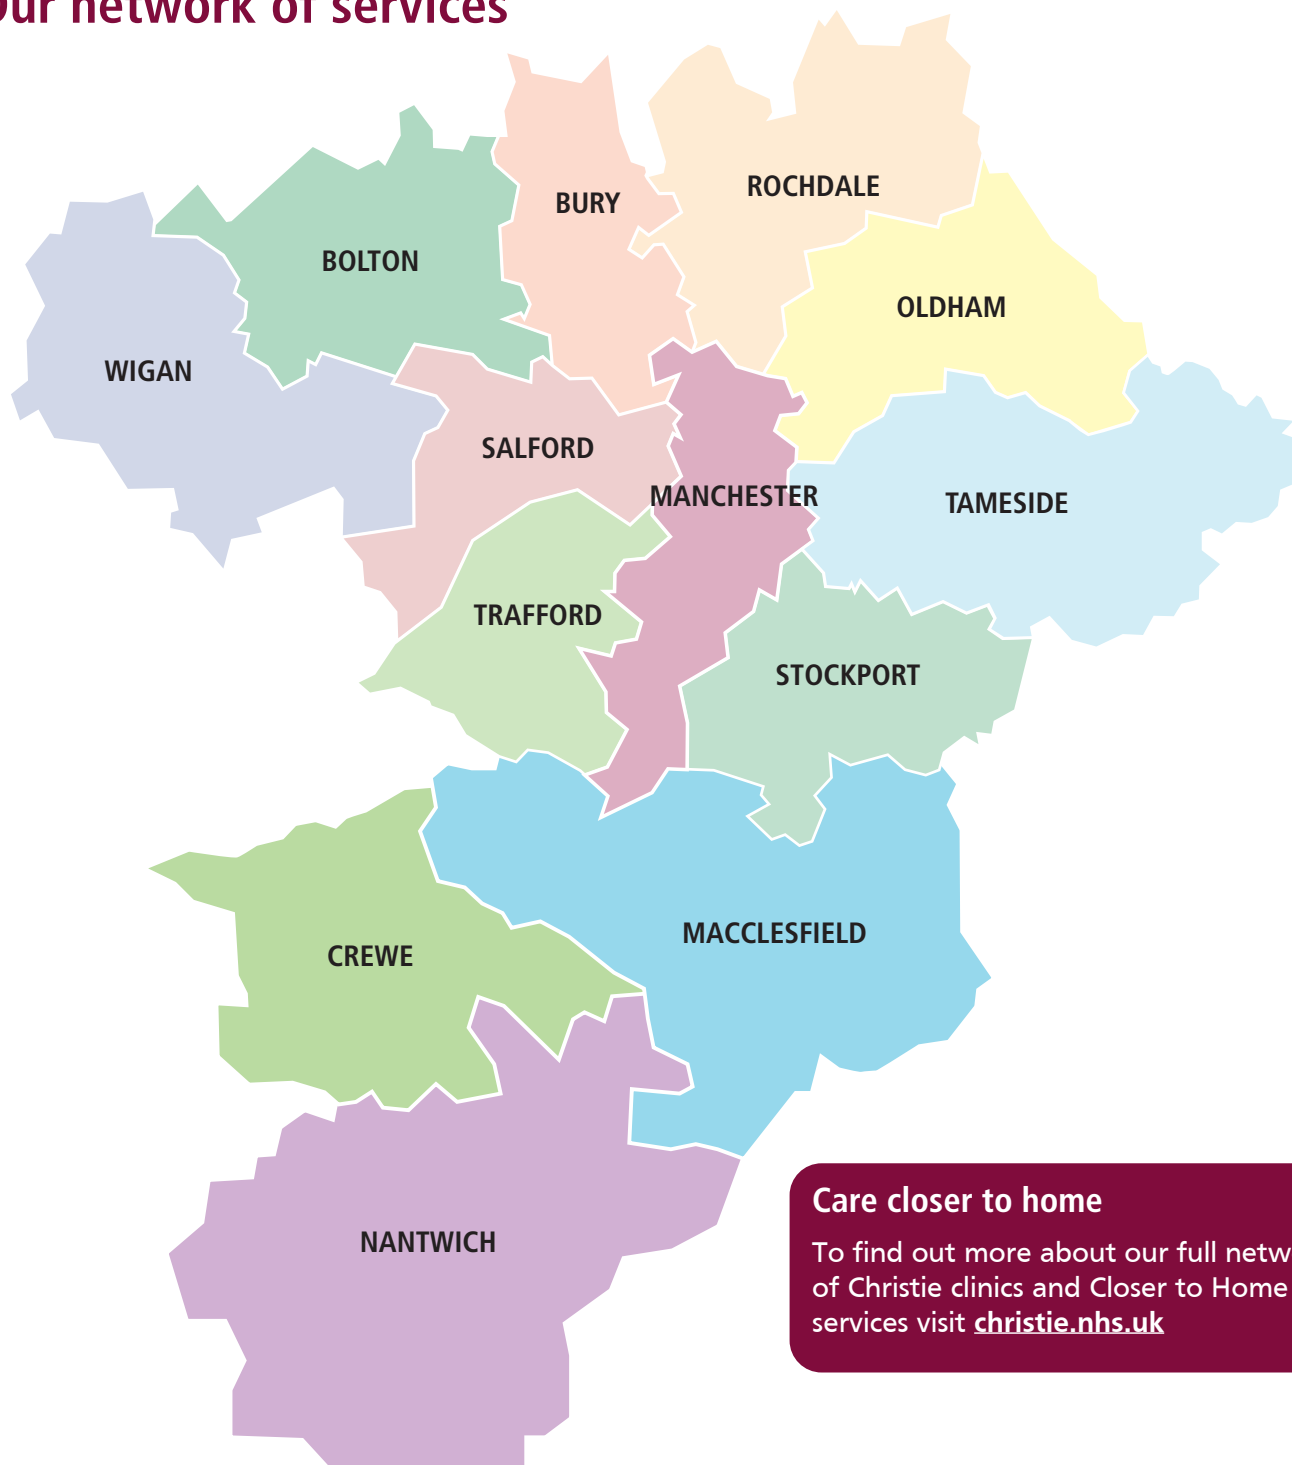 Our network of services
ROCHDALE
BURY
BOLTON
OLDHAM
WIGAN
SALFORD
MANCHESTER
TAMESIDE
TRAFFORD
STOCKPORT
MACCLESFIELD
CREWE
NANTWICH
Care closer to home
To find out more about our full netw
of Christie clinics and Closer to Home
services visit christie.nhs.uk